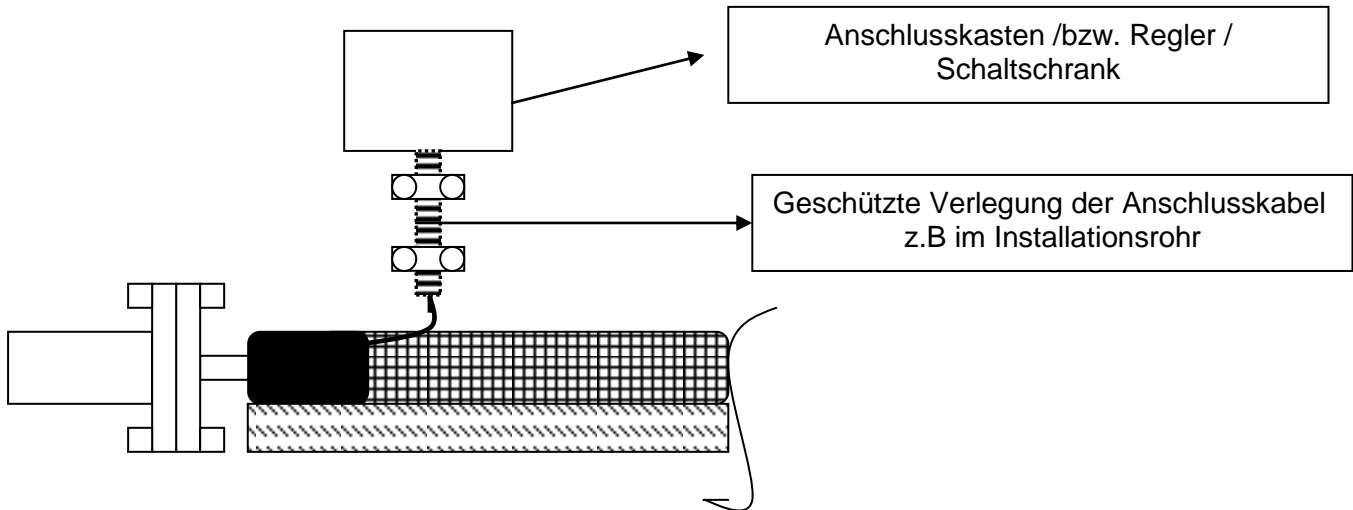 Anschlusskasten /bzw. Regler /
Schaltschrank
Geschützte Verlegung der Anschlusskabel
z.B im Installationsrohr